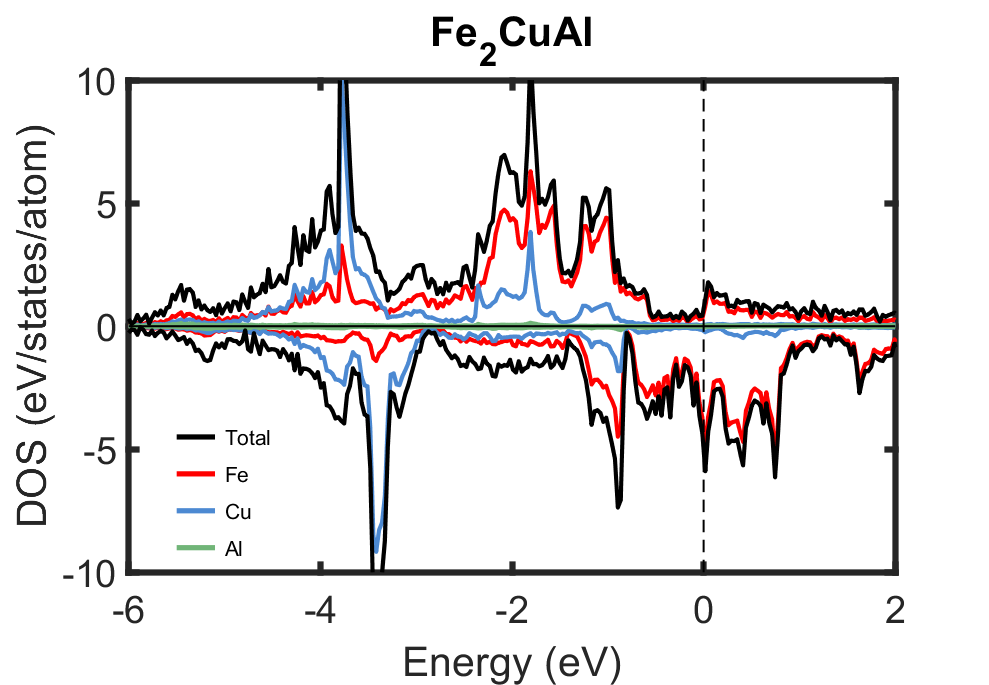 Fe2CuAl
10
5
0
-5
-10
DOS (eV/states/atom)
Total
Fe
Cu
Al
-6
-4
-2
0
2
Energy (eV)